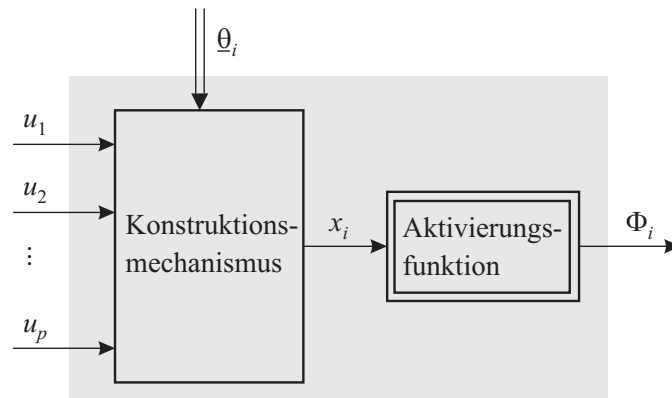 θ_i
u_1
u_2
⋮
u_p
Konstruktions-
mechanismus
x_i
Aktivierungs-
funktion
Φ_i